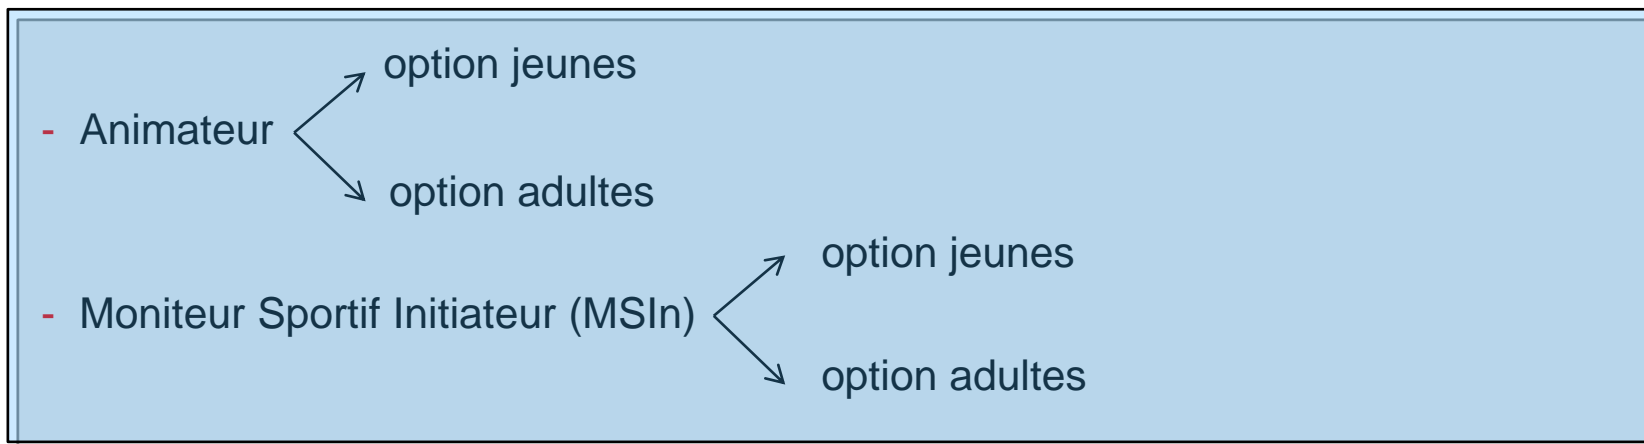 option jeunes
- Animateur
option adultes
option jeunes
- Moniteur Sportif Initiateur (MSIn)
option adultes